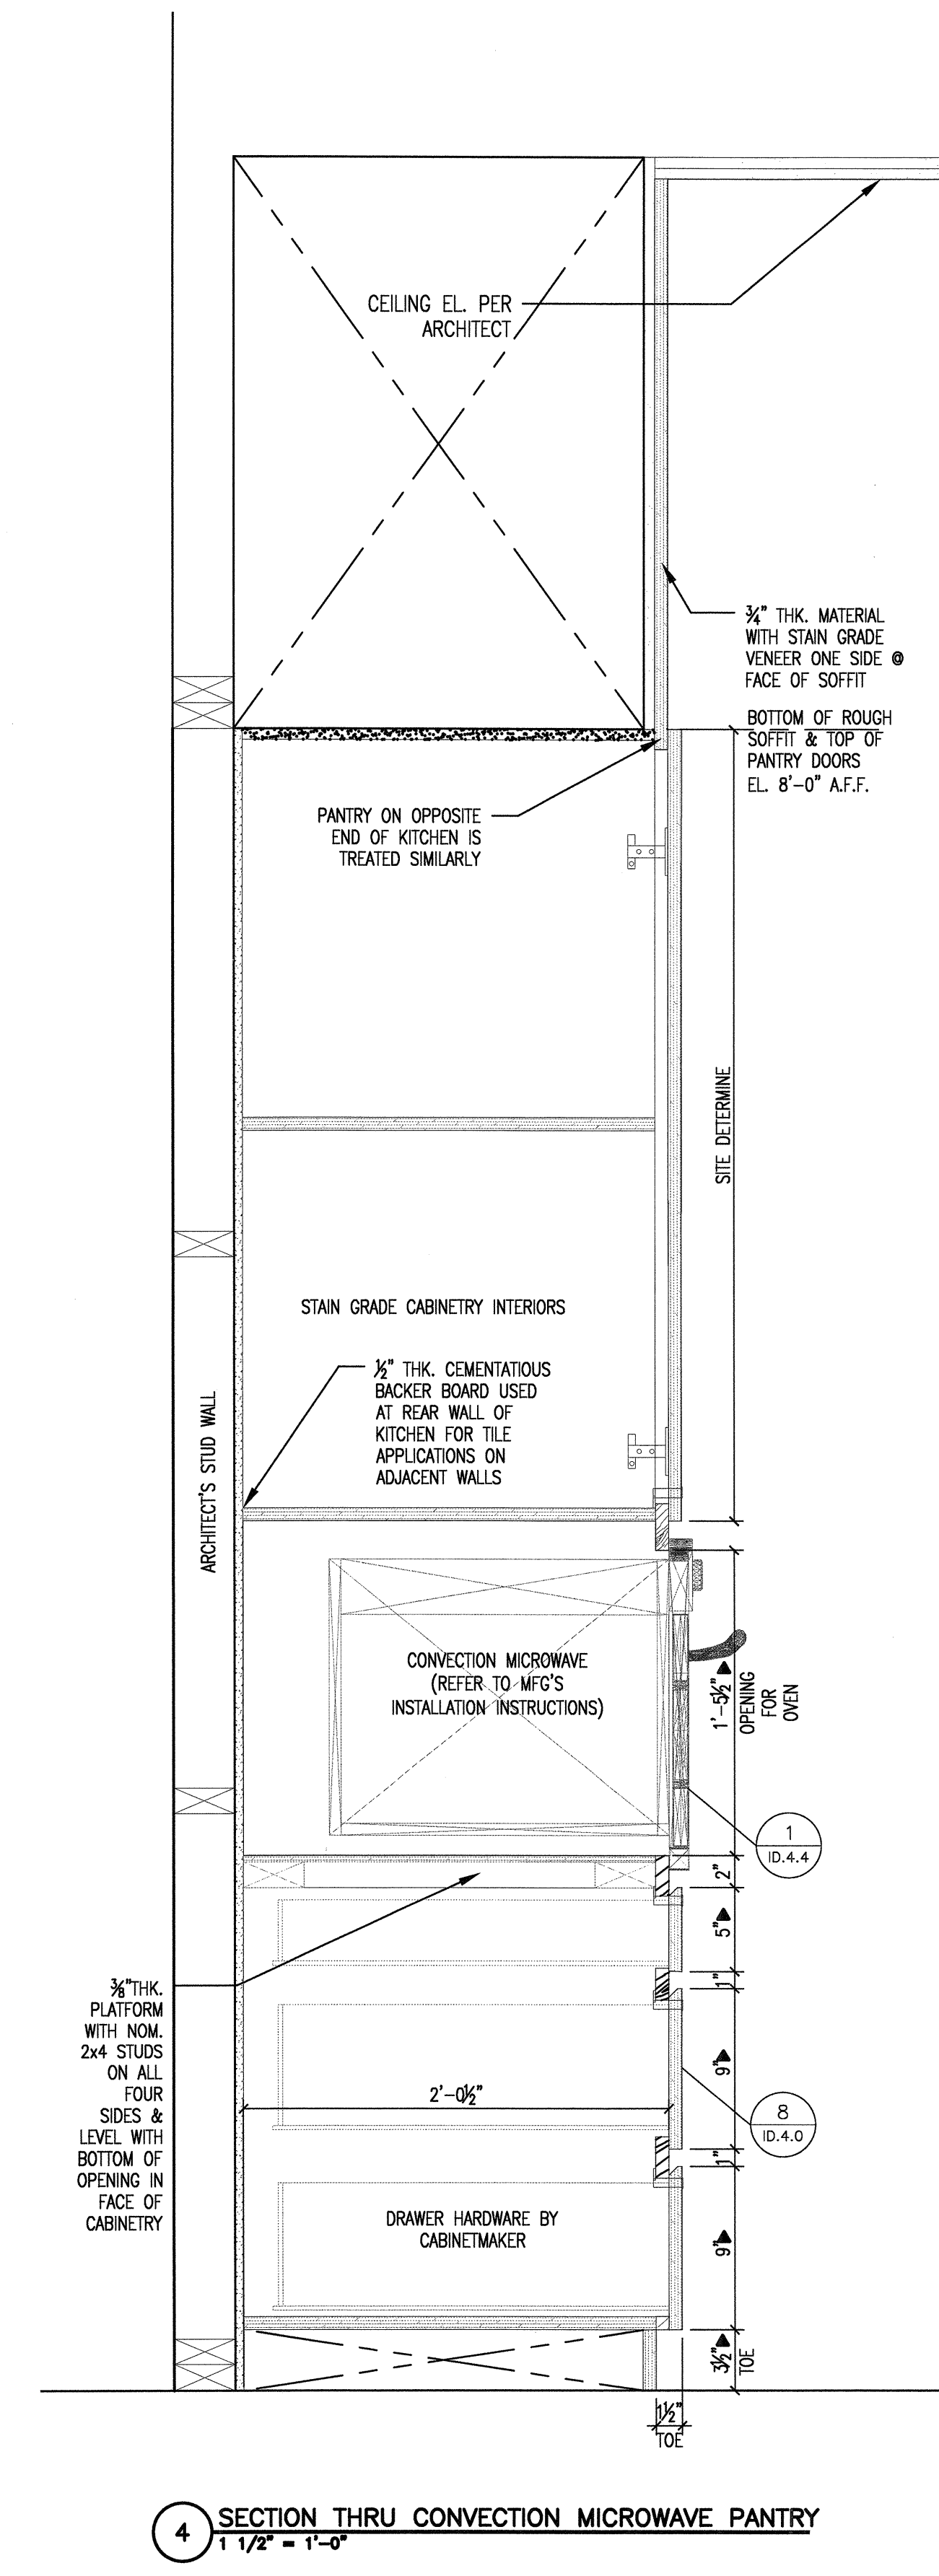 CEILING EL. PER
ARCHITECT
¾" THK. MATERIAL
WITH STAIN GRADE
VENEER ONE SIDE @
FACE OF SOFFIT
BOTTOM OF ROUGH
SOFFIT & TOP OF
PANTRY DOORS
EL. 8'-0" A.F.F.
PANTRY ON OPPOSITE
END OF KITCHEN IS
TREATED SIMILARLY
SITE DETERMINE
STAIN GRADE CABINETRY INTERIORS
½" THK. CEMENTATIOUS
BACKER BOARD USED
AT REAR WALL OF
KITCHEN FOR TILE
APPLICATIONS ON
ADJACENT WALLS
ARCHITECT'S STUD WALL
CONVECTION MICROWAVE
(REFER TO MFG'S
INSTALLATION INSTRUCTIONS)
1'-5½"
OPENING
FOR
OVEN
1
ID.4.4
2"
5"
1"
⅜"THK.
PLATFORM
WITH NOM.
2x4 STUDS
ON ALL
FOUR
SIDES &
LEVEL WITH
BOTTOM OF
OPENING IN
FACE OF
CABINETRY
9"
2'-0½"
8
ID.4.0
1"
DRAWER HARDWARE BY
CABINETMAKER
9"
3½"
TOE
1½"
TOE
4
SECTION THRU CONVECTION MICROWAVE PANTRY
1 1/2" = 1'-0"